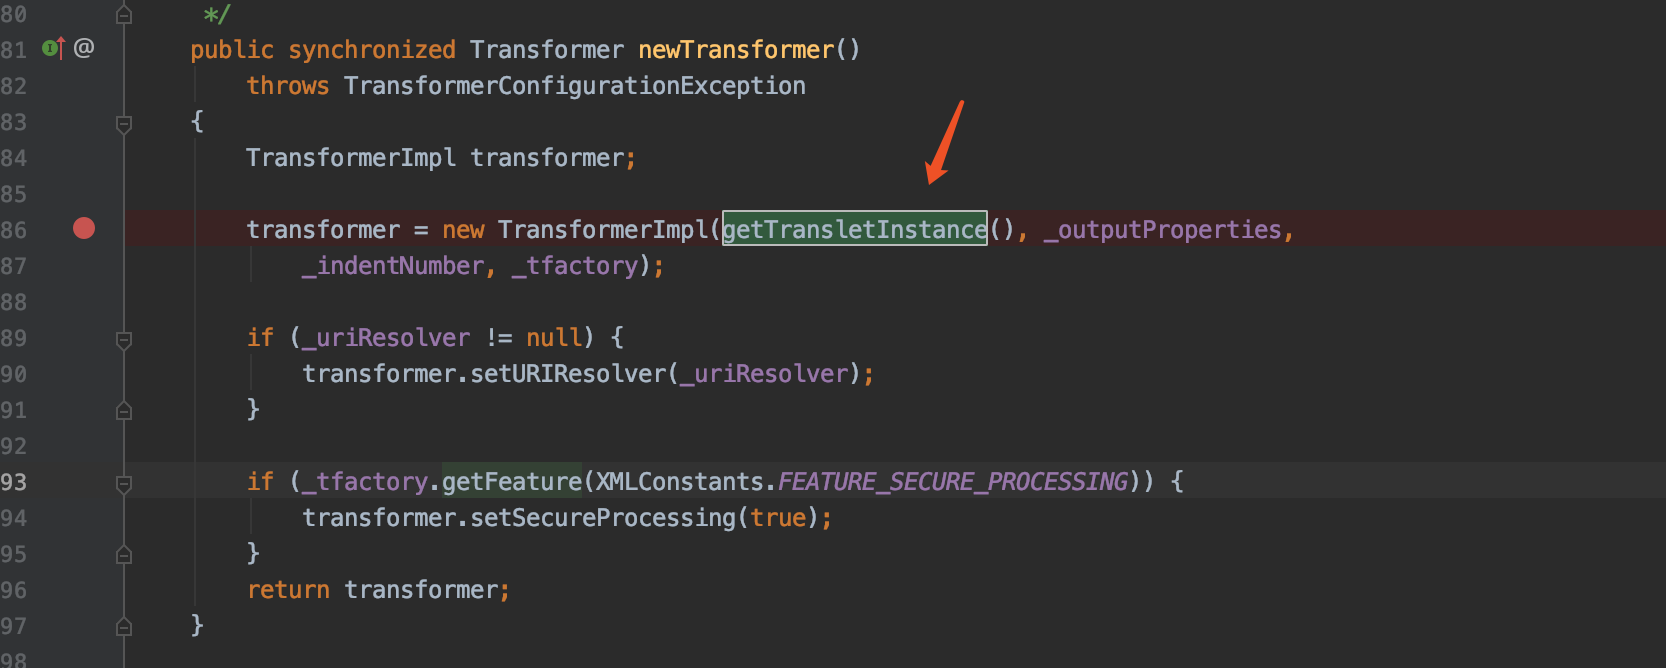 80 */
81 @ public synchronized Transformer newTransformer()
82 throws TransformerConfigurationException
83 {
84 TransformerImpl transformer;
85
86 transformer = new TransformerImpl(getTransletInstance(), _outputProperties,
87 _indentNumber, _tfactory);
88
89 if (_uriResolver != null) {
90 transformer.setURIResolver(_uriResolver);
91 }
92
93 if (_tfactory.getFeature(XMLConstants.FEATURE_SECURE_PROCESSING)) {
94 transformer.setSecureProcessing(true);
95 }
96 return transformer;
97 }
98